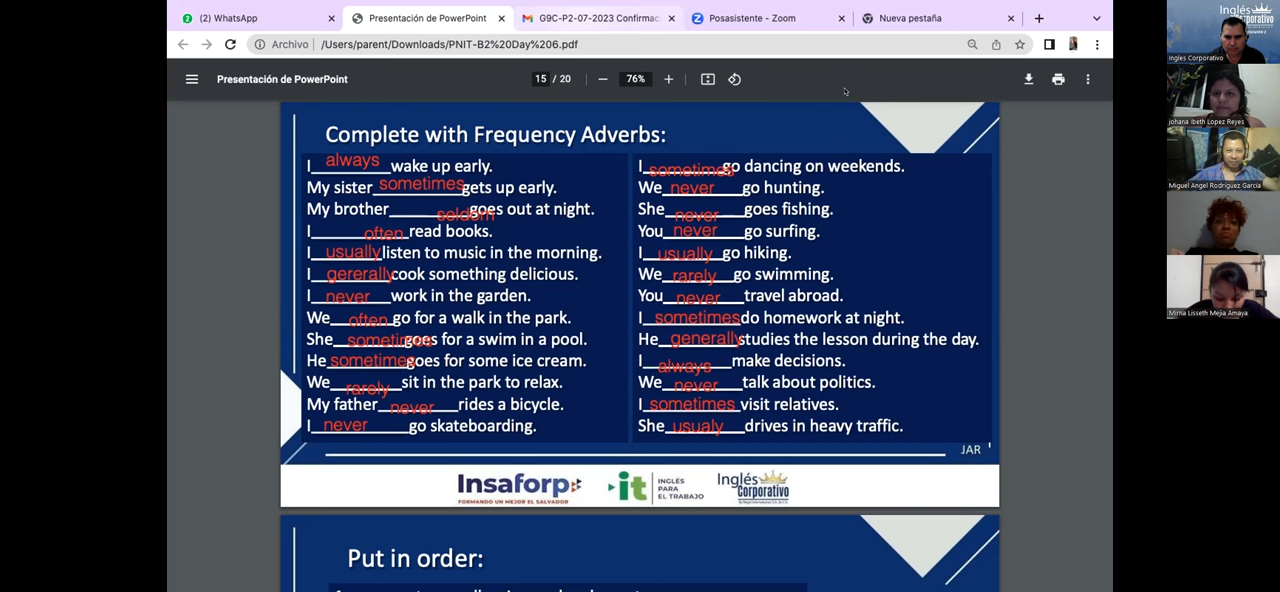 (2) WhatsApp
Presentación de PowerPoint
G9C-P2-07-2023 Confirmac
Posasistente - Zoom
Nueva pestaña
Archivo /Users/parent/Downloads/PNIT-B2%20Day%206.pdf
Presentación de PowerPoint
15 / 20
76%
Complete with Frequency Adverbs:
I always wake up early.
My sister sometimes gets up early.
My brother seldom goes out at night.
I often read books.
I usually listen to music in the morning.
I gererally cook something delicious.
I never work in the garden.
We often go for a walk in the park.
She sometimes goes for a swim in a pool.
He sometimes goes for some ice cream.
We rarely sit in the park to relax.
My father never rides a bicycle.
I never go skateboarding.
I sometimes go dancing on weekends.
We never go hunting.
She never goes fishing.
You never go surfing.
I usually go hiking.
We rarely go swimming.
You never travel abroad.
I sometimes do homework at night.
He generally studies the lesson during the day.
I always make decisions.
We never talk about politics.
I sometimes visit relatives.
She usualy drives in heavy traffic.
JAR
Insaforp
FORMANDO UN MEJOR EL SALVADOR
it
INGLÉS
PARA
EL TRABAJO
Inglés
Corporativo
Put in order:
Inglés
Corporativo
Ingles Corporativo
johana Ibeth Lopez Reyes
Miguel Angel Rodriguez Garcia
Mirna Lisseth Mejia Amaya